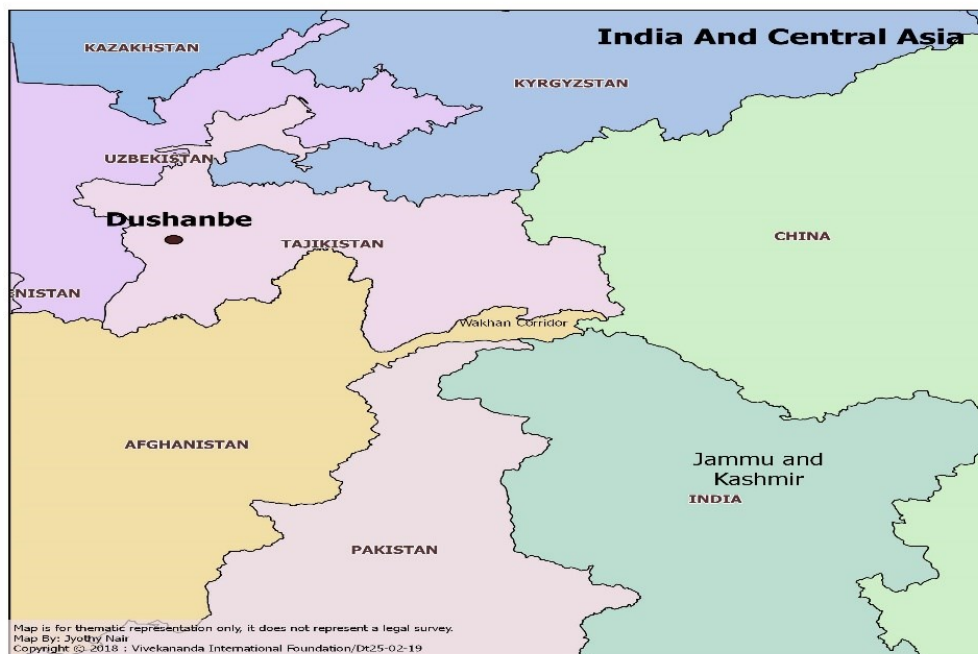 India And Central Asia
KAZAKHSTAN
KYRGYZSTAN
UZBEKISTAN
Dushanbe
TAJIKISTAN
CHINA
ENISTAN
Wakhan Corridor
AFGHANISTAN
Jammu and
Kashmir
INDIA
PAKISTAN
Map is for thematic representation only, it does not represent a legal survey.
Map By: Jyothy Nair
Copyright © 2018 : Vivekananda International Foundation/Dt25-02-19